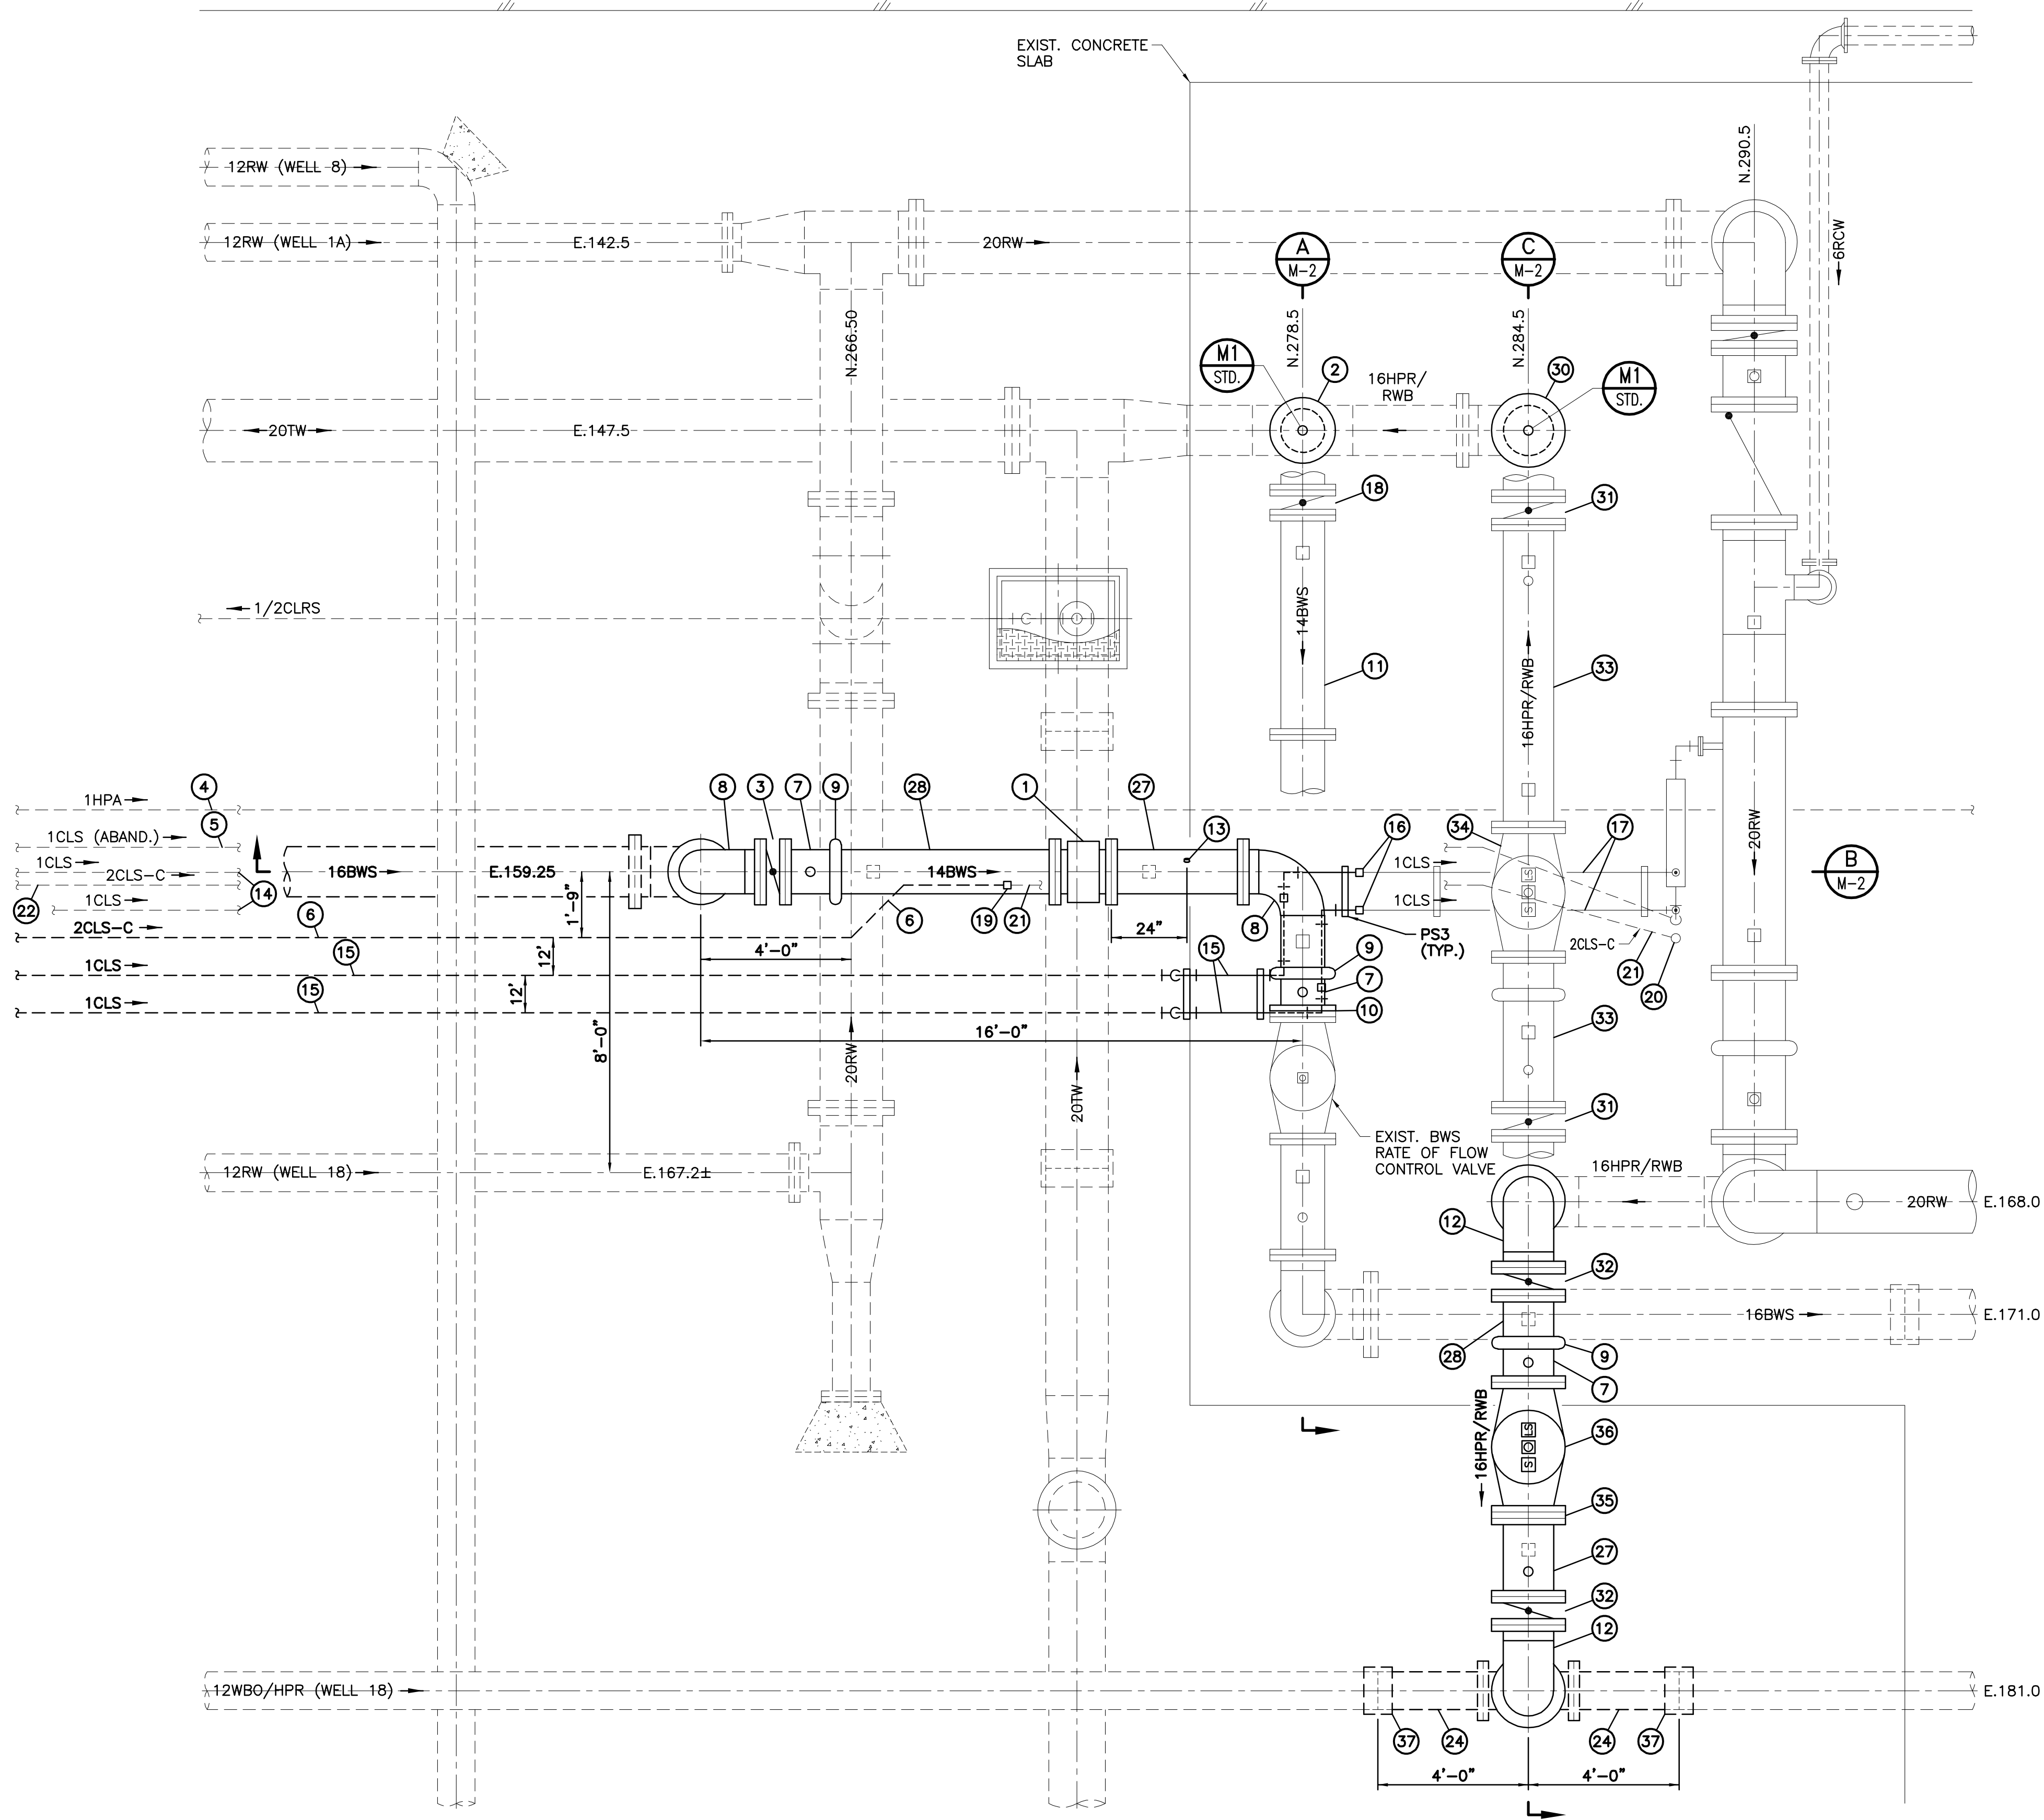 EXIST. CONCRETE
SLAB
12RW (WELL 8)
N.290.5
6RCW
12RW (WELL 1A)
E.142.5
20RW
A
M-2
C
M-2
N.266.50
N.278.5
N.284.5
M1
STD.
2
16HPR/
RWB
30
M1
STD.
20TW
E.147.5
18
31
1/2CLRS
14BWS
11
16HPR/RWB
33
1HPA
4
8
3
7
9
28
1
27
13
16
34
17
20RW
5
1CLS (ABAND.)
1CLS
2CLS-C
14
22
1CLS
16BWS
E.159.25
14BWS
1CLS
1CLS
B
M-2
6
2CLS-C
1'-9"
6
19
21
24"
8
PS3
(TYP.)
2CLS-C
21
20
1CLS
15
12'
4'-0"
15
9
7
1CLS
15
12'
10
33
16'-0"
8'-0"
20RW
20TW
31
EXIST. BWS
RATE OF FLOW
CONTROL VALVE
12RW (WELL 18)
E.167.2±
16HPR/RWB
20RW
E.168.0
12
32
16BWS
E.171.0
28
9
7
16HPR/RWB
LS
S
36
35
27
32
12
12WBO/HPR (WELL 18)
E.181.0
37
24
24
37
4'-0"
4'-0"
LS
S